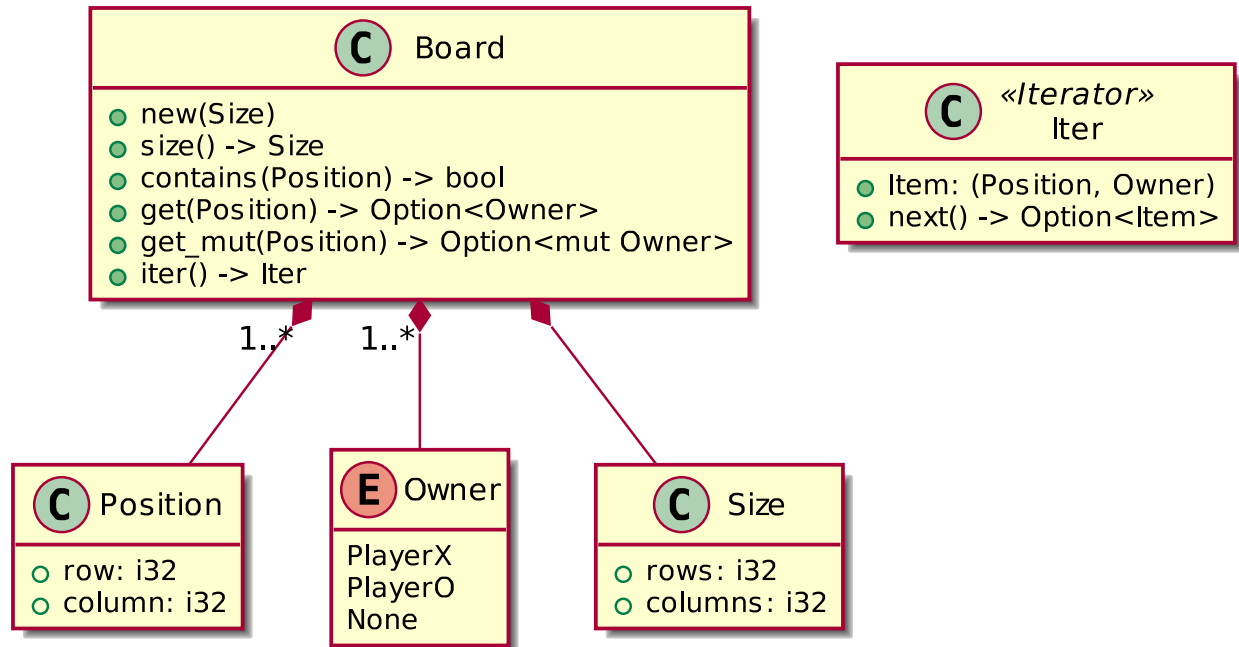 C Board
new(Size)
size() -> Size
contains(Position) -> bool
get(Position) -> Option<Owner>
get_mut(Position) -> Option<mut Owner>
iter() -> Iter
C «Iterator»
Iter
Item: (Position, Owner)
next() -> Option<Item>
1..*
1..*
C Position
row: i32
column: i32
E Owner
PlayerX
PlayerO
None
C Size
rows: i32
columns: i32